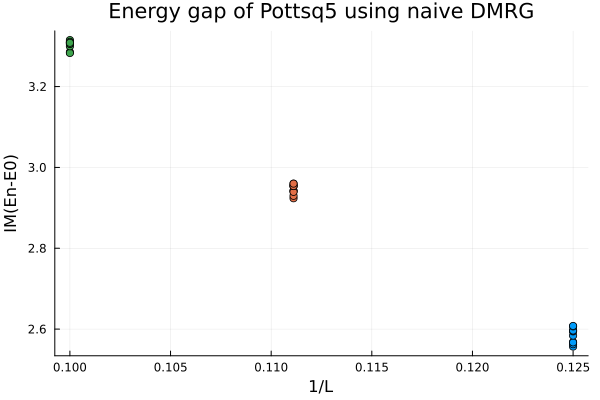 Energy gap of Pottsq5 using naive DMRG
IM(En-E0)
3.2
3.0
2.8
2.6
0.100 0.105 0.110 0.115 0.120 0.125
1/L